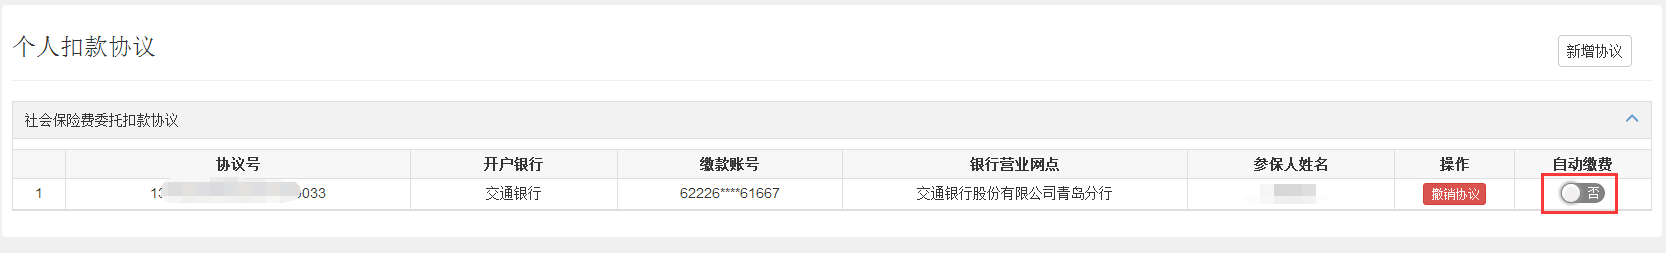 个人扣款协议
新增协议
社会保险费委托扣款协议
协议号 开户银行 缴款账号 银行营业网点 参保人姓名 操作 自动缴费
1 13 033 交通银行 62226****61667 交通银行股份有限公司青岛分行 撤销协议 否